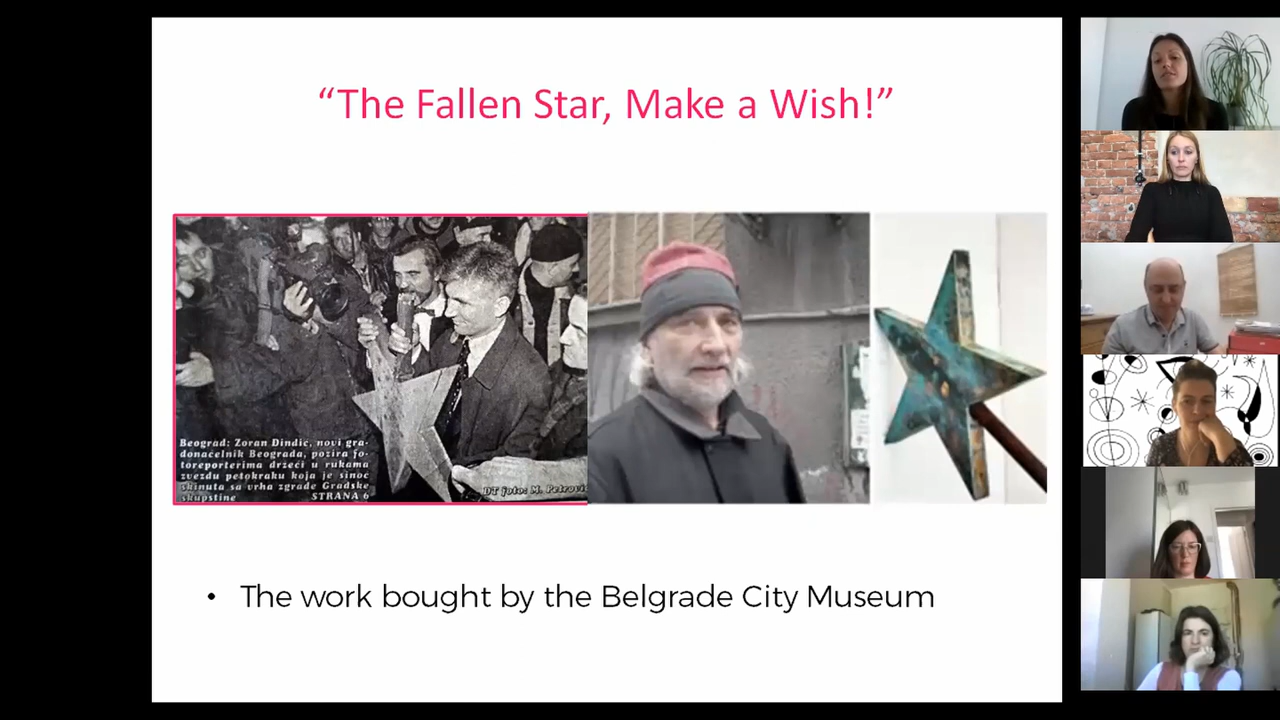 “The Fallen Star, Make a Wish!”
Beograd: Zoran Đinđić, novi gra-
donačelnik Beograda, pozira fo-
toreporterima držeći u rukama
zvezdu petokraku koja je sinoć
skinuta sa vrha zgrade Gradske
skupštine STRANA 6
DT foto: M. Petrović
• The work bought by the Belgrade City Museum